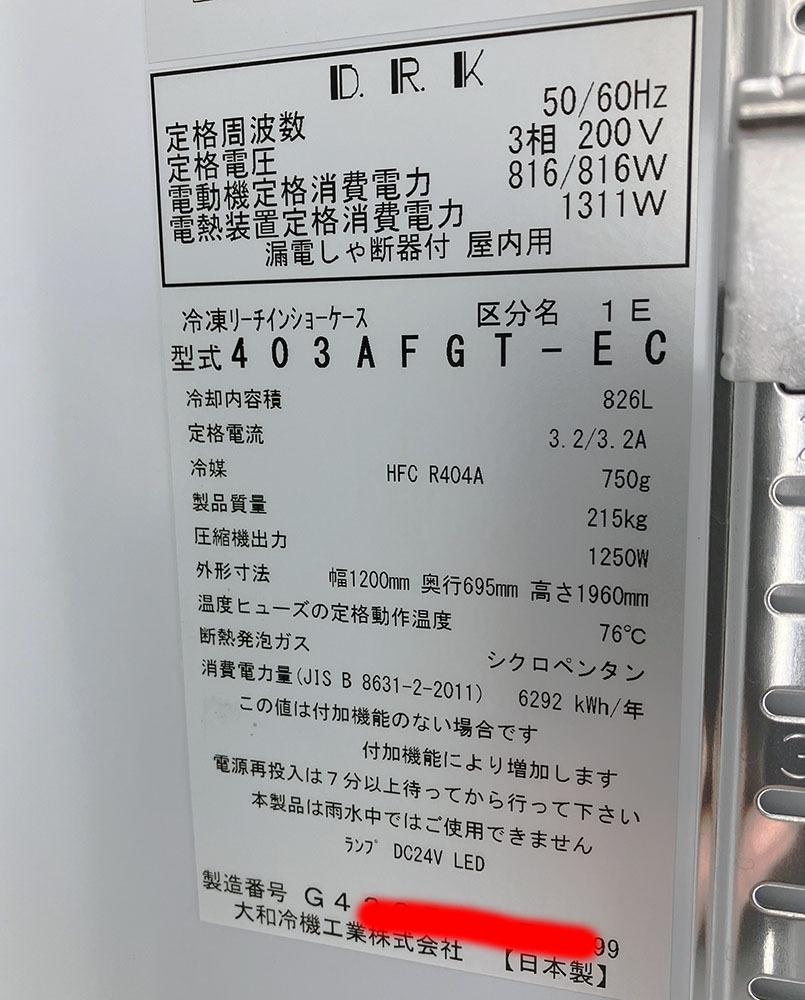 D.R.K
定格周波数 50/60Hz
定格電圧 3相 200V
電動機定格消費電力 816/816W
電熱装置定格消費電力 1311W
漏電しゃ断器付 屋内用
冷凍リーチインショーケース 区分名 1E
型式 403AFGT-EC
冷却内容積 826L
定格電流 3.2/3.2A
冷媒 HFC R404A 750g
製品質量 215kg
圧縮機出力 1250W
外形寸法 幅1200mm 奥行695mm 高さ1960mm
温度ヒューズの定格動作温度 76℃
断熱発泡ガス シクロペンタン
消費電力量(JIS B 8631-2-2011) 6292 kWh/年
この値は付加機能のない場合です
付加機能により増加します
電源再投入は7分以上待ってから行って下さい
本製品は雨水中ではご使用できません
ランプ DC24V LED
製造番号 G4 99
大和冷機工業株式会社 【日本製】